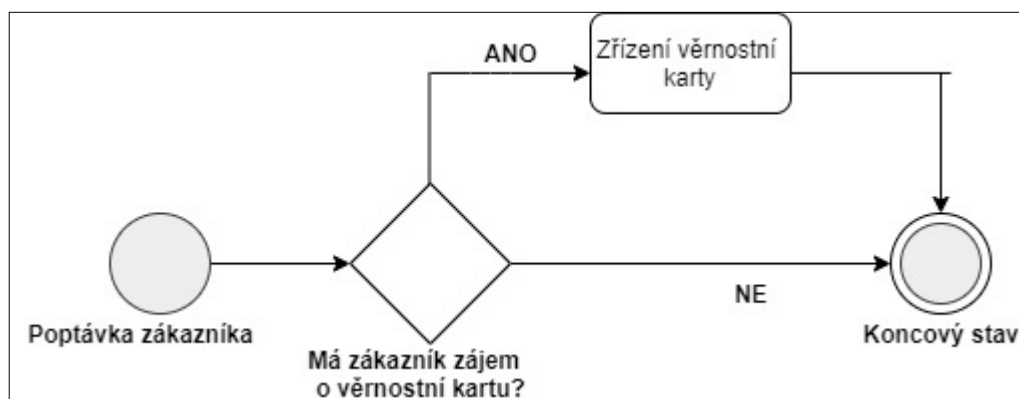 ANO
Zřízení věrnostní
karty
NE
Poptávka zákazníka
Má zákazník zájem
o věrnostní kartu?
Koncový stav